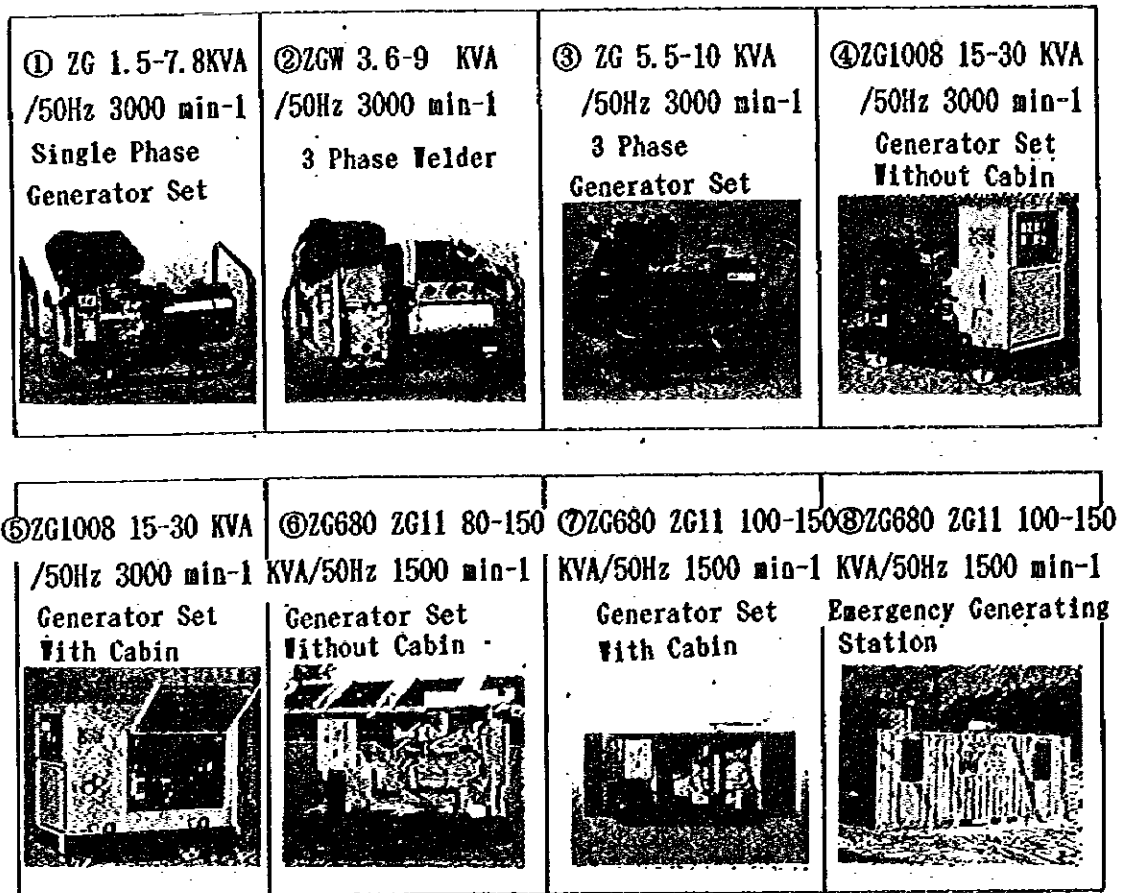 ① ZG 1.5-7.8KVA
/50Hz 3000 min-1
Single Phase
Generator Set
②ZGW 3.6-9 KVA
/50Hz 3000 min-1
3 Phase Welder
③ ZG 5.5-10 KVA
/50Hz 3000 min-1
3 Phase
Generator Set
④ZG1008 15-30 KVA
/50Hz 3000 min-1
Generator Set
Without Cabin
⑤ZG1008 15-30 KVA
/50Hz 3000 min-1
Generator Set
With Cabin
⑥ZG680 ZG11 80-150
KVA/50Hz 1500 min-1
Generator Set
Without Cabin
⑦ZG680 ZG11 100-150
KVA/50Hz 1500 min-1
Generator Set
With Cabin
⑧ZG680 ZG11 100-150
KVA/50Hz 1500 min-1
Emergency Generating
Station